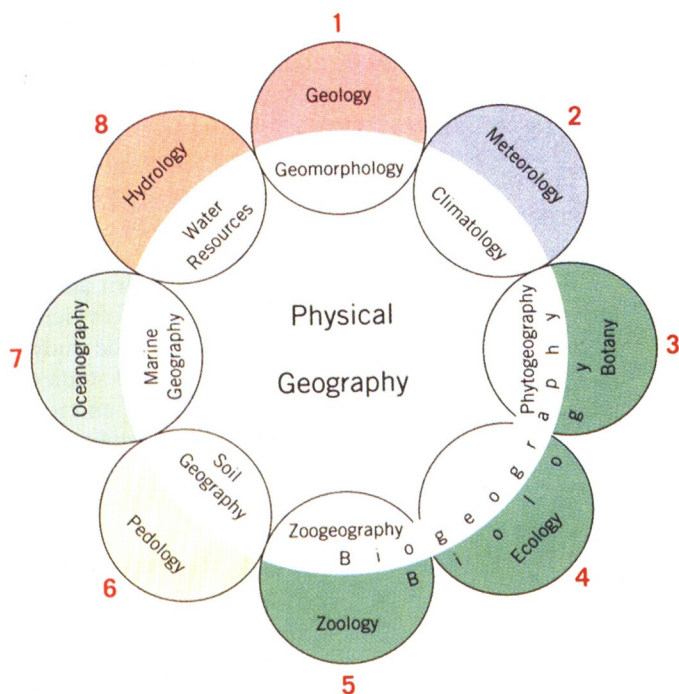 1
Geology
Geomorphology
2
Meteorology
Climatology
3
Botany
Phytogeography
4
Ecology
Biogeography
Biology
5
Zoogeography
Zoology
6
Soil
Geography
Pedology
7
Oceanography
Marine
Geography
8
Hydrology
Water
Resources
Physical
Geography